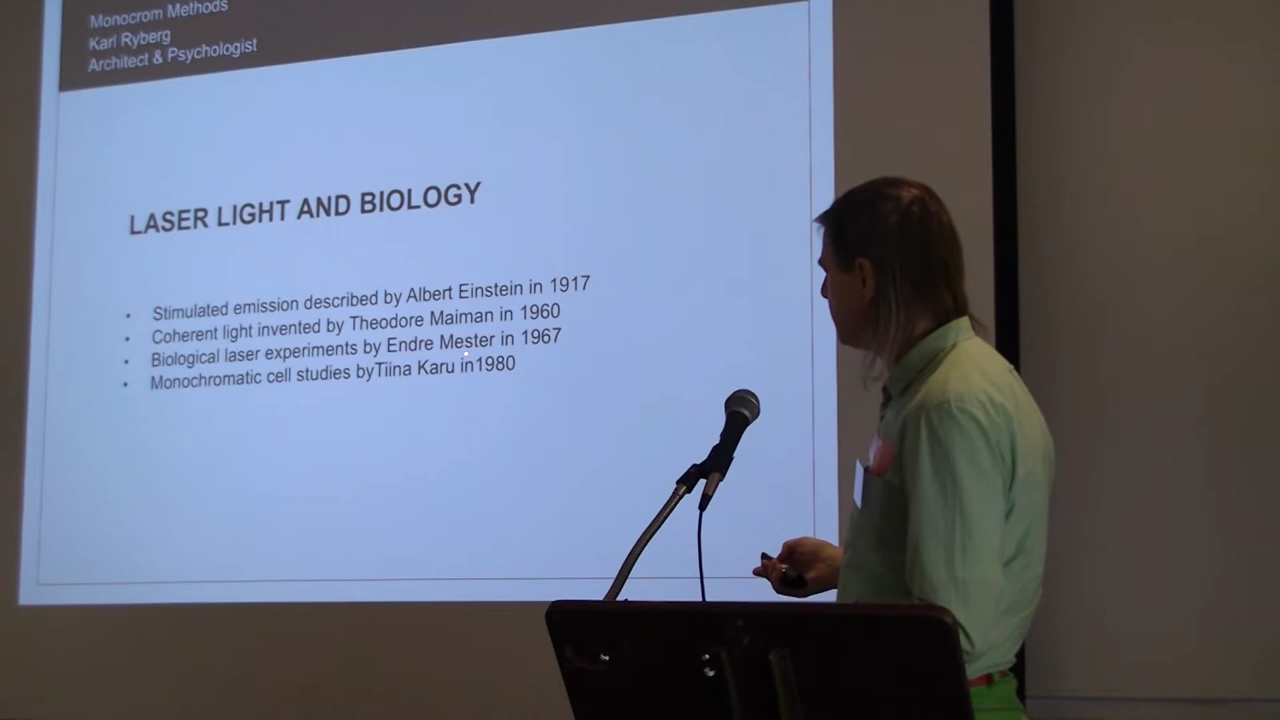 Monocrom Methods
Karl Ryberg
Architect & Psychologist
LASER LIGHT AND BIOLOGY
• Stimulated emission described by Albert Einstein in 1917
• Coherent light invented by Theodore Maiman in 1960
• Biological laser experiments by Endre Mester in 1967
• Monochromatic cell studies byTiina Karu in1980